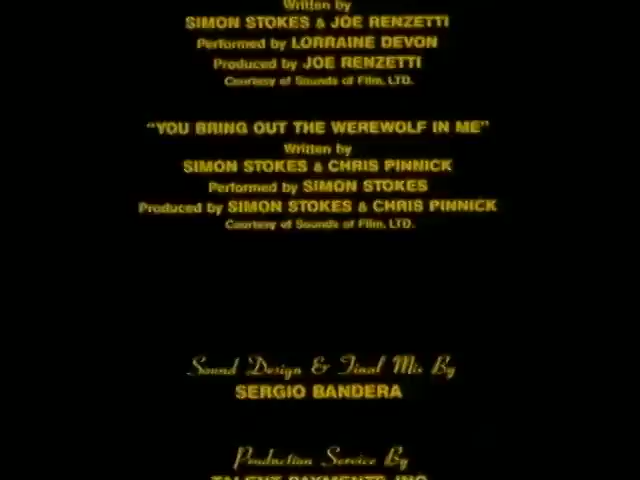 Written by
SIMON STOKES & JOE RENZETTI
Performed by LORRAINE DEVON
Produced by JOE RENZETTI
Courtesy of Sounds of Film, LTD.
"YOU BRING OUT THE WEREWOLF IN ME"
Written by
SIMON STOKES & CHRIS PINNICK
Performed by SIMON STOKES
Produced by SIMON STOKES & CHRIS PINNICK
Courtesy of Sounds of Film, LTD.
Sound Design & Final Mix By
SERGIO BANDERA
Production Service By
TALENT PAYMENTS INC.